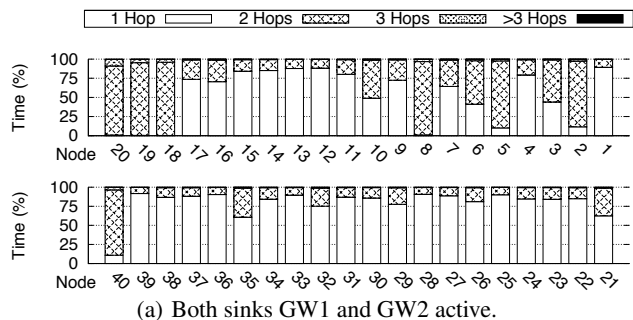 1 Hop 2 Hops 3 Hops >3 Hops
Time (%)
100
75
50
25
0
Node 20 19 18 17 16 15 14 13 12 11 10 9 8 7 6 5 4 3 2 1
Time (%)
100
75
50
25
0
Node 40 39 38 37 36 35 34 33 32 31 30 29 28 27 26 25 24 23 22 21
(a) Both sinks GW1 and GW2 active.